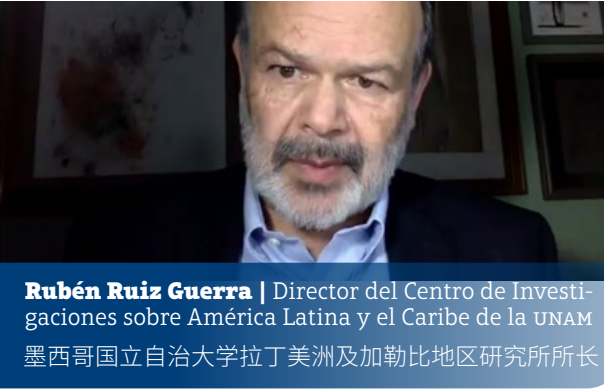 Rubén Ruiz Guerra | Director del Centro de Investi-
gaciones sobre América Latina y el Caribe de la UNAM
墨西哥国立自治大学拉丁美洲及加勒比地区研究所所长